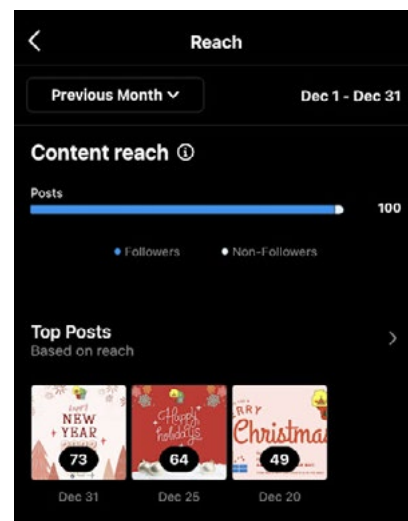 Reach
Previous Month
Dec 1 - Dec 31
Content reach
Posts
100
Followers
Non-Followers
Top Posts
Based on reach
HAPPY
NEW
YEAR
73
Happy
holidays
64
RRY
Christmas
49
Dec 31
Dec 25
Dec 20